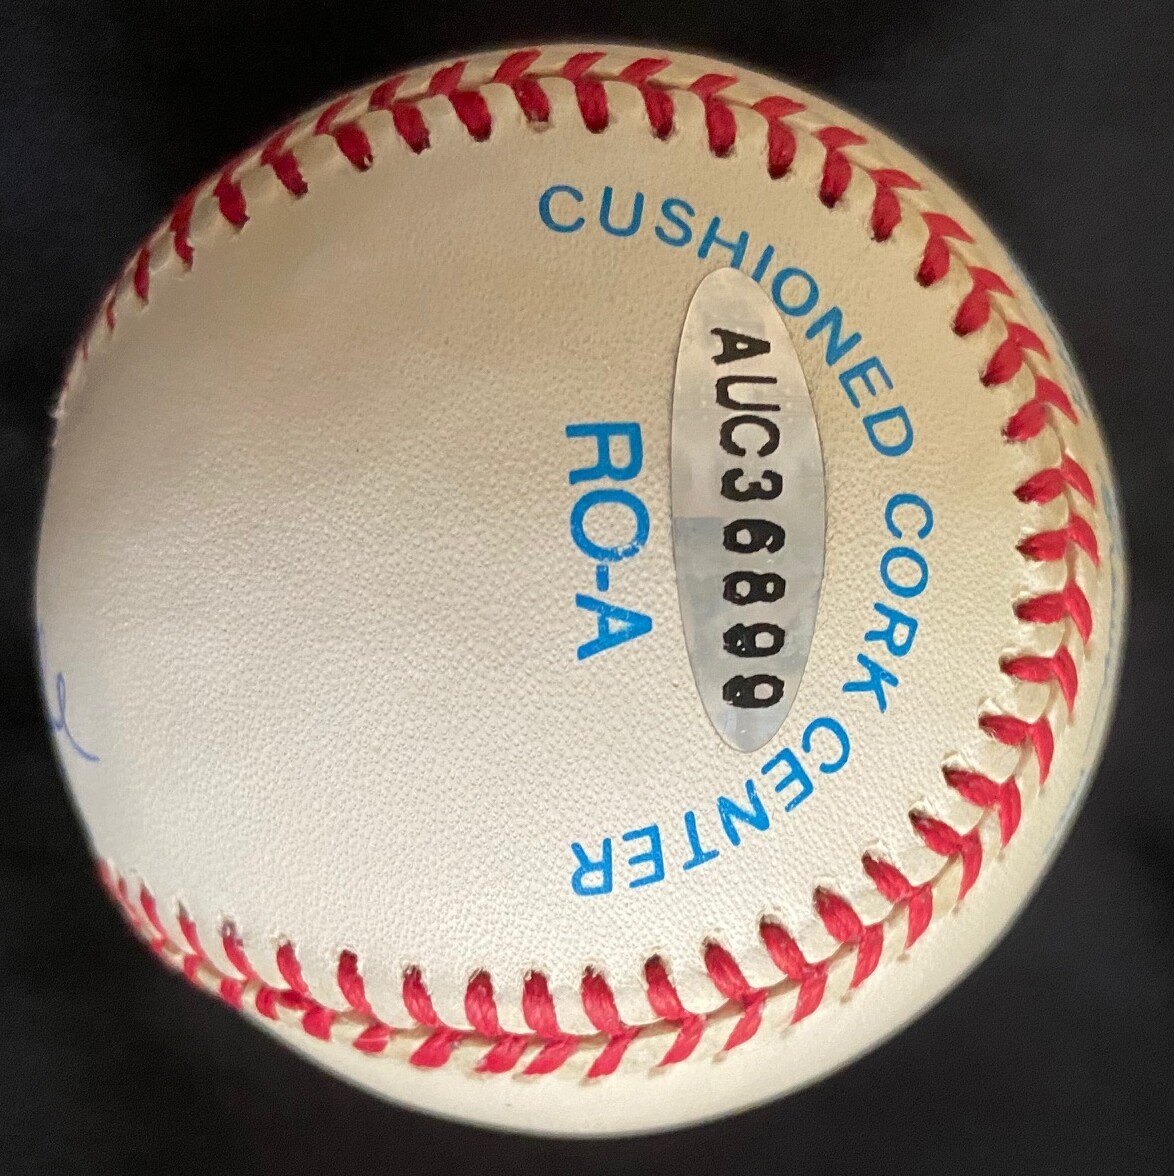 CUSHIONED CORK CENTER
AUC36899
RO-A